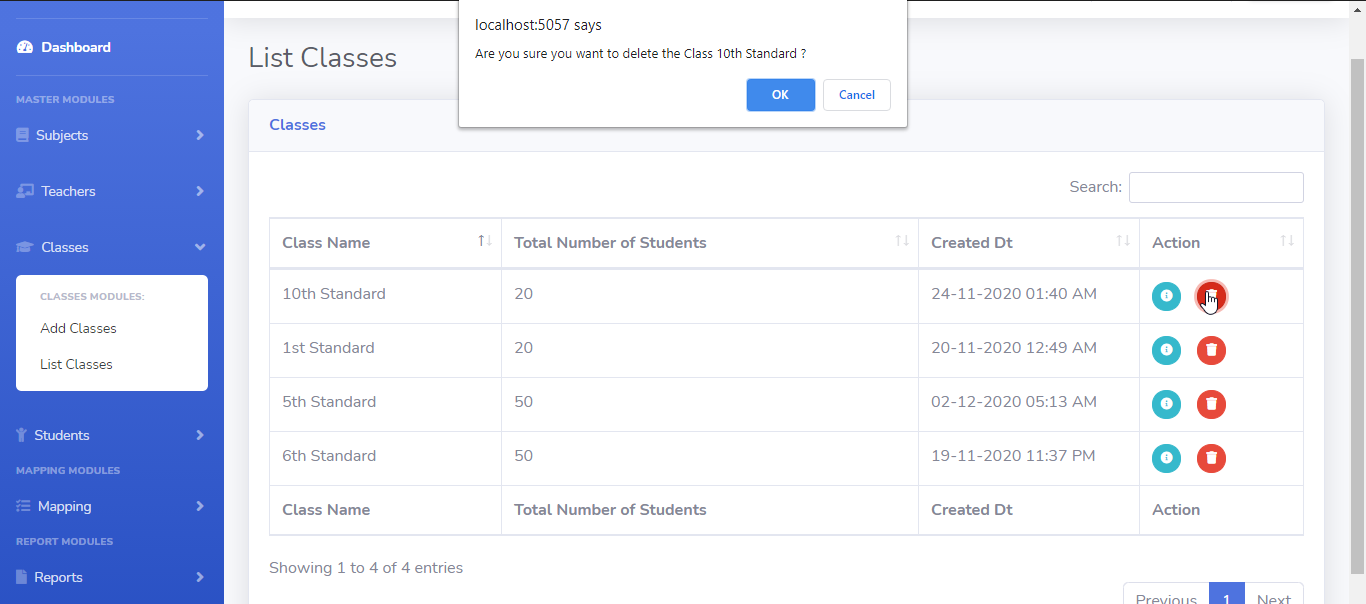 localhost:5057 says
Are you sure you want to delete the Class 10th Standard ?
OK
Cancel
Dashboard
MASTER MODULES
Subjects
Teachers
Classes
CLASSES MODULES:
Add Classes
List Classes
Students
MAPPING MODULES
Mapping
REPORT MODULES
Reports
List Classes
Classes
Search:
Class Name Total Number of Students Created Dt Action
10th Standard 20 24-11-2020 01:40 AM
1st Standard 20 20-11-2020 12:49 AM
5th Standard 50 02-12-2020 05:13 AM
6th Standard 50 19-11-2020 11:37 PM
Class Name Total Number of Students Created Dt Action
Showing 1 to 4 of 4 entries
Previous 1 Next